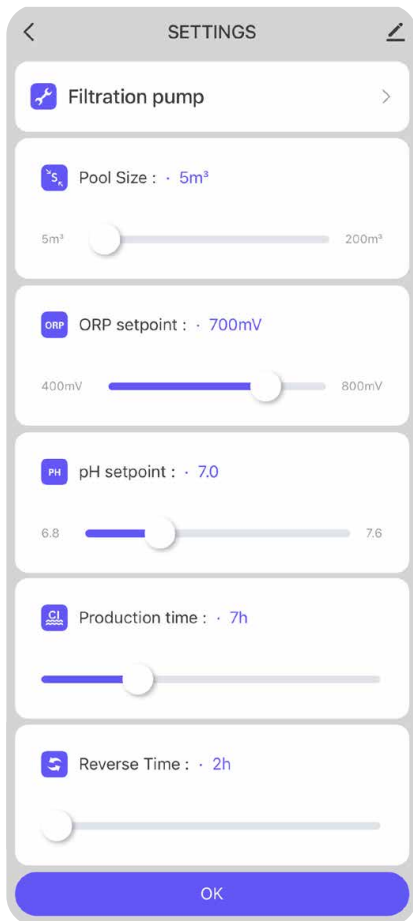 SETTINGS
Filtration pump
S Pool Size : · 5m³
5m³ 200m³
ORP ORP setpoint : · 700mV
400mV 800mV
PH pH setpoint : · 7.0
6.8 7.6
CL Production time : · 7h
Reverse Time : · 2h
OK